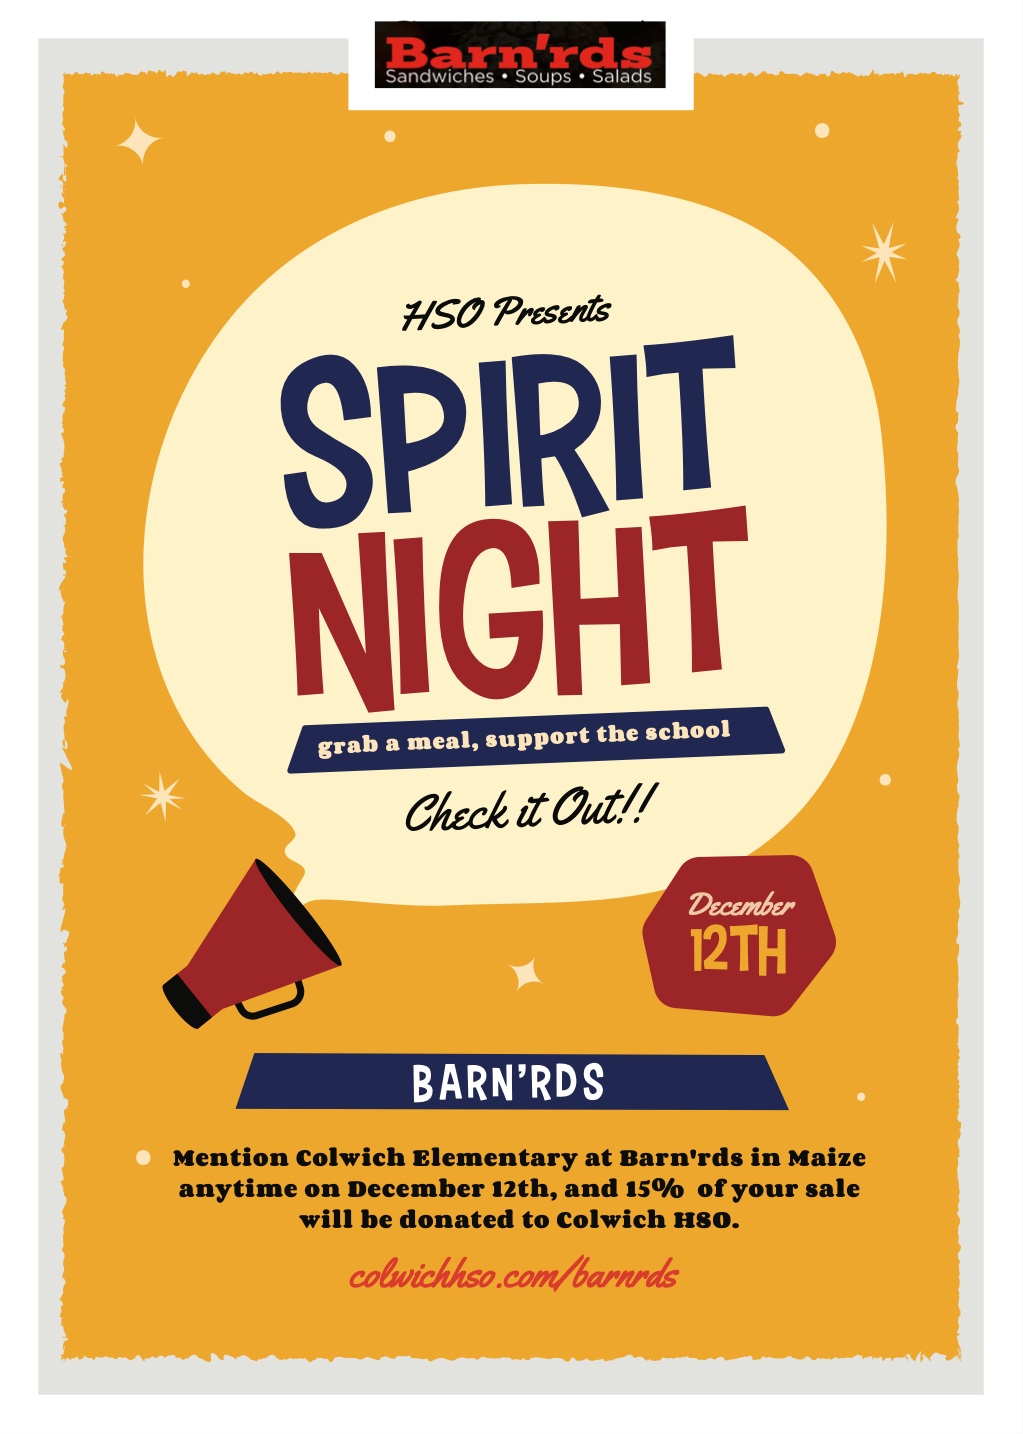 Barn'rds
Sandwiches • Soups • Salads
HSO Presents
SPIRIT
NIGHT
grab a meal, support the school
Check it Out!!
December
12TH
BARN'RDS
Mention Colwich Elementary at Barn'rds in Maize
anytime on December 12th, and 15% of your sale
will be donated to Colwich HSO.
colwichhso.com/barnrds